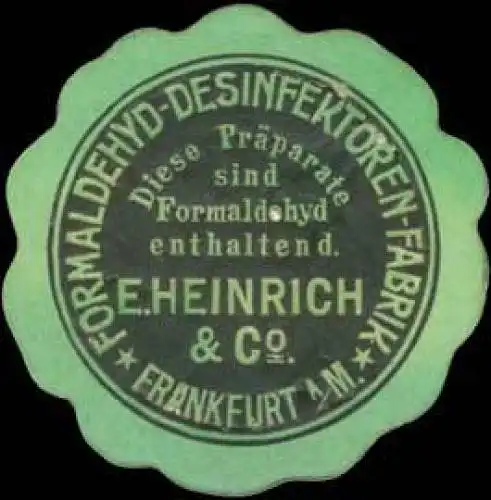 FORMALDEHYD-DESINFEKTOREN-FABRIK
Diese Präparate
sind
Formaldehyd
enthaltend.
E. HEINRICH
& Co.
★ FRANKFURT A/M. ★